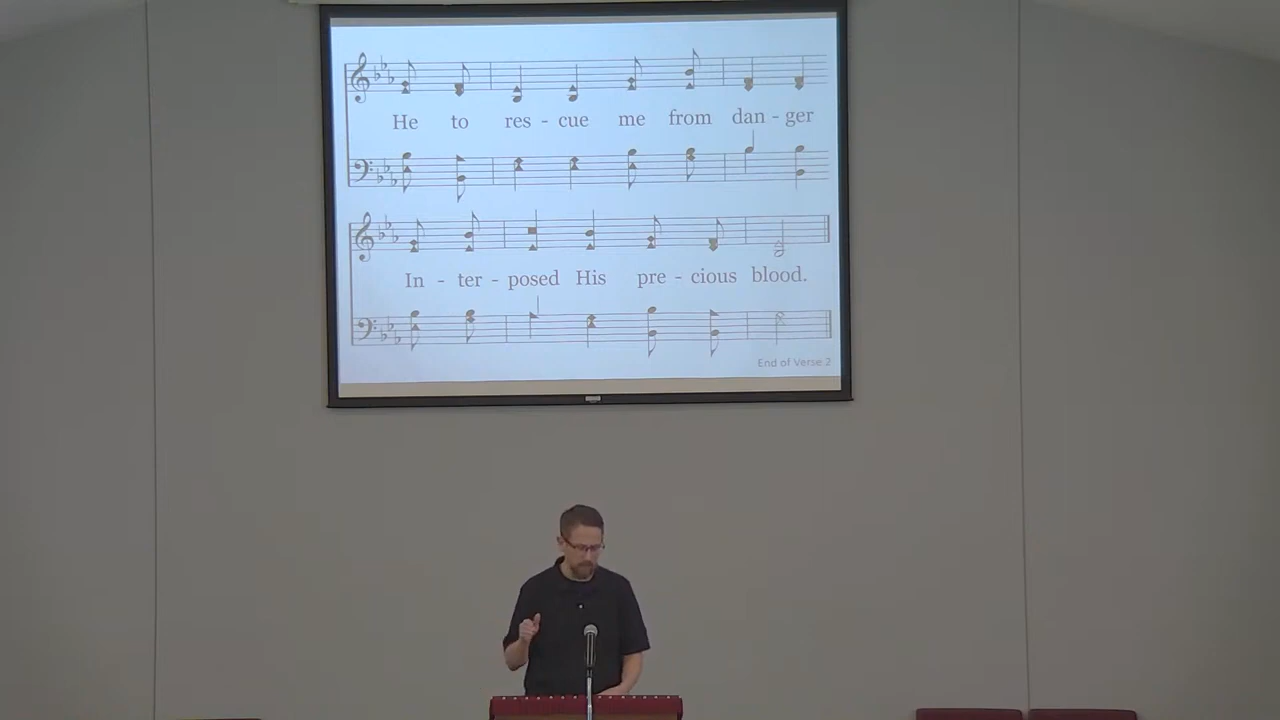 He to res - cue me from dan - ger
In - ter - posed His pre - cious blood.
End of Verse 2